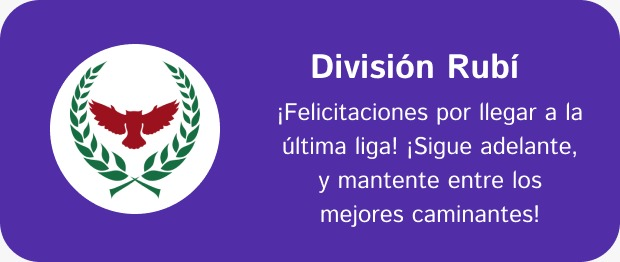 División Rubí
¡Felicitaciones por llegar a la
última liga! ¡Sigue adelante,
y mantente entre los
mejores caminantes!